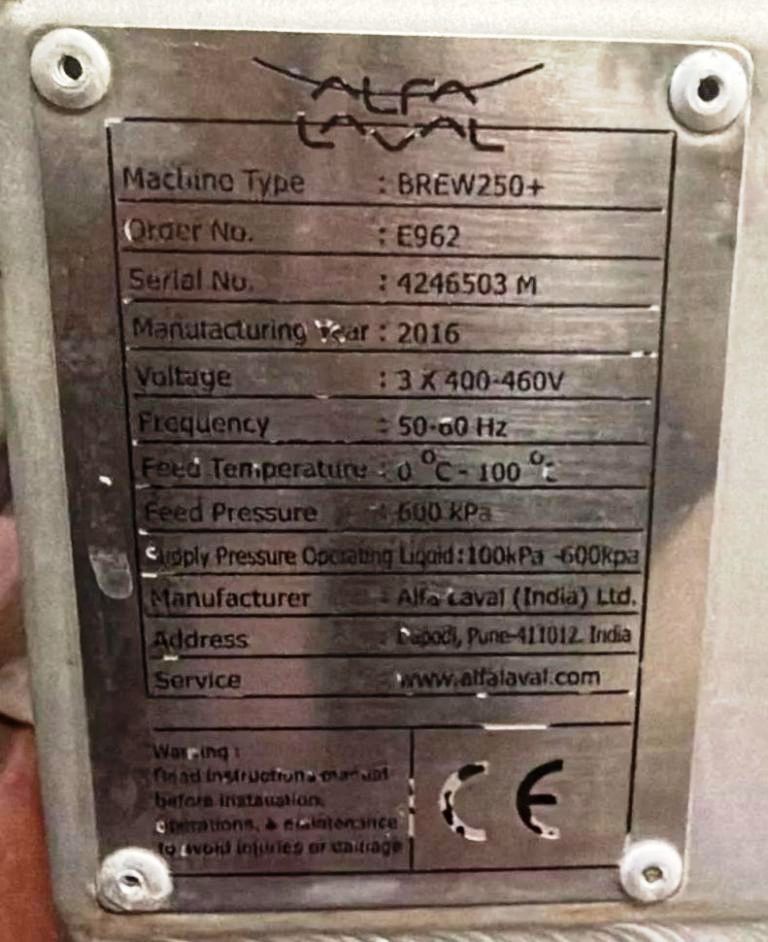 ALFA
LAVAL
Machine Type : BREW250+
Order No. : E962
Serial No. : 4246503 M
Manufacturing Year : 2016
Voltage : 3 X 400-460V
Frequency : 50-60 Hz
Feed Temperature : 0 °C - 100 °C
Feed Pressure : 600 kPa
Supply Pressure Operating Liquid : 100kPa -600kpa
Manufacturer : Alfa Laval (India) Ltd.
Address : Dapodi, Pune-411012. India
Service : www.alfalaval.com
Warning :
Read instructions manual
before installation,
operations, & maintenance
to avoid injuries or damage
CE